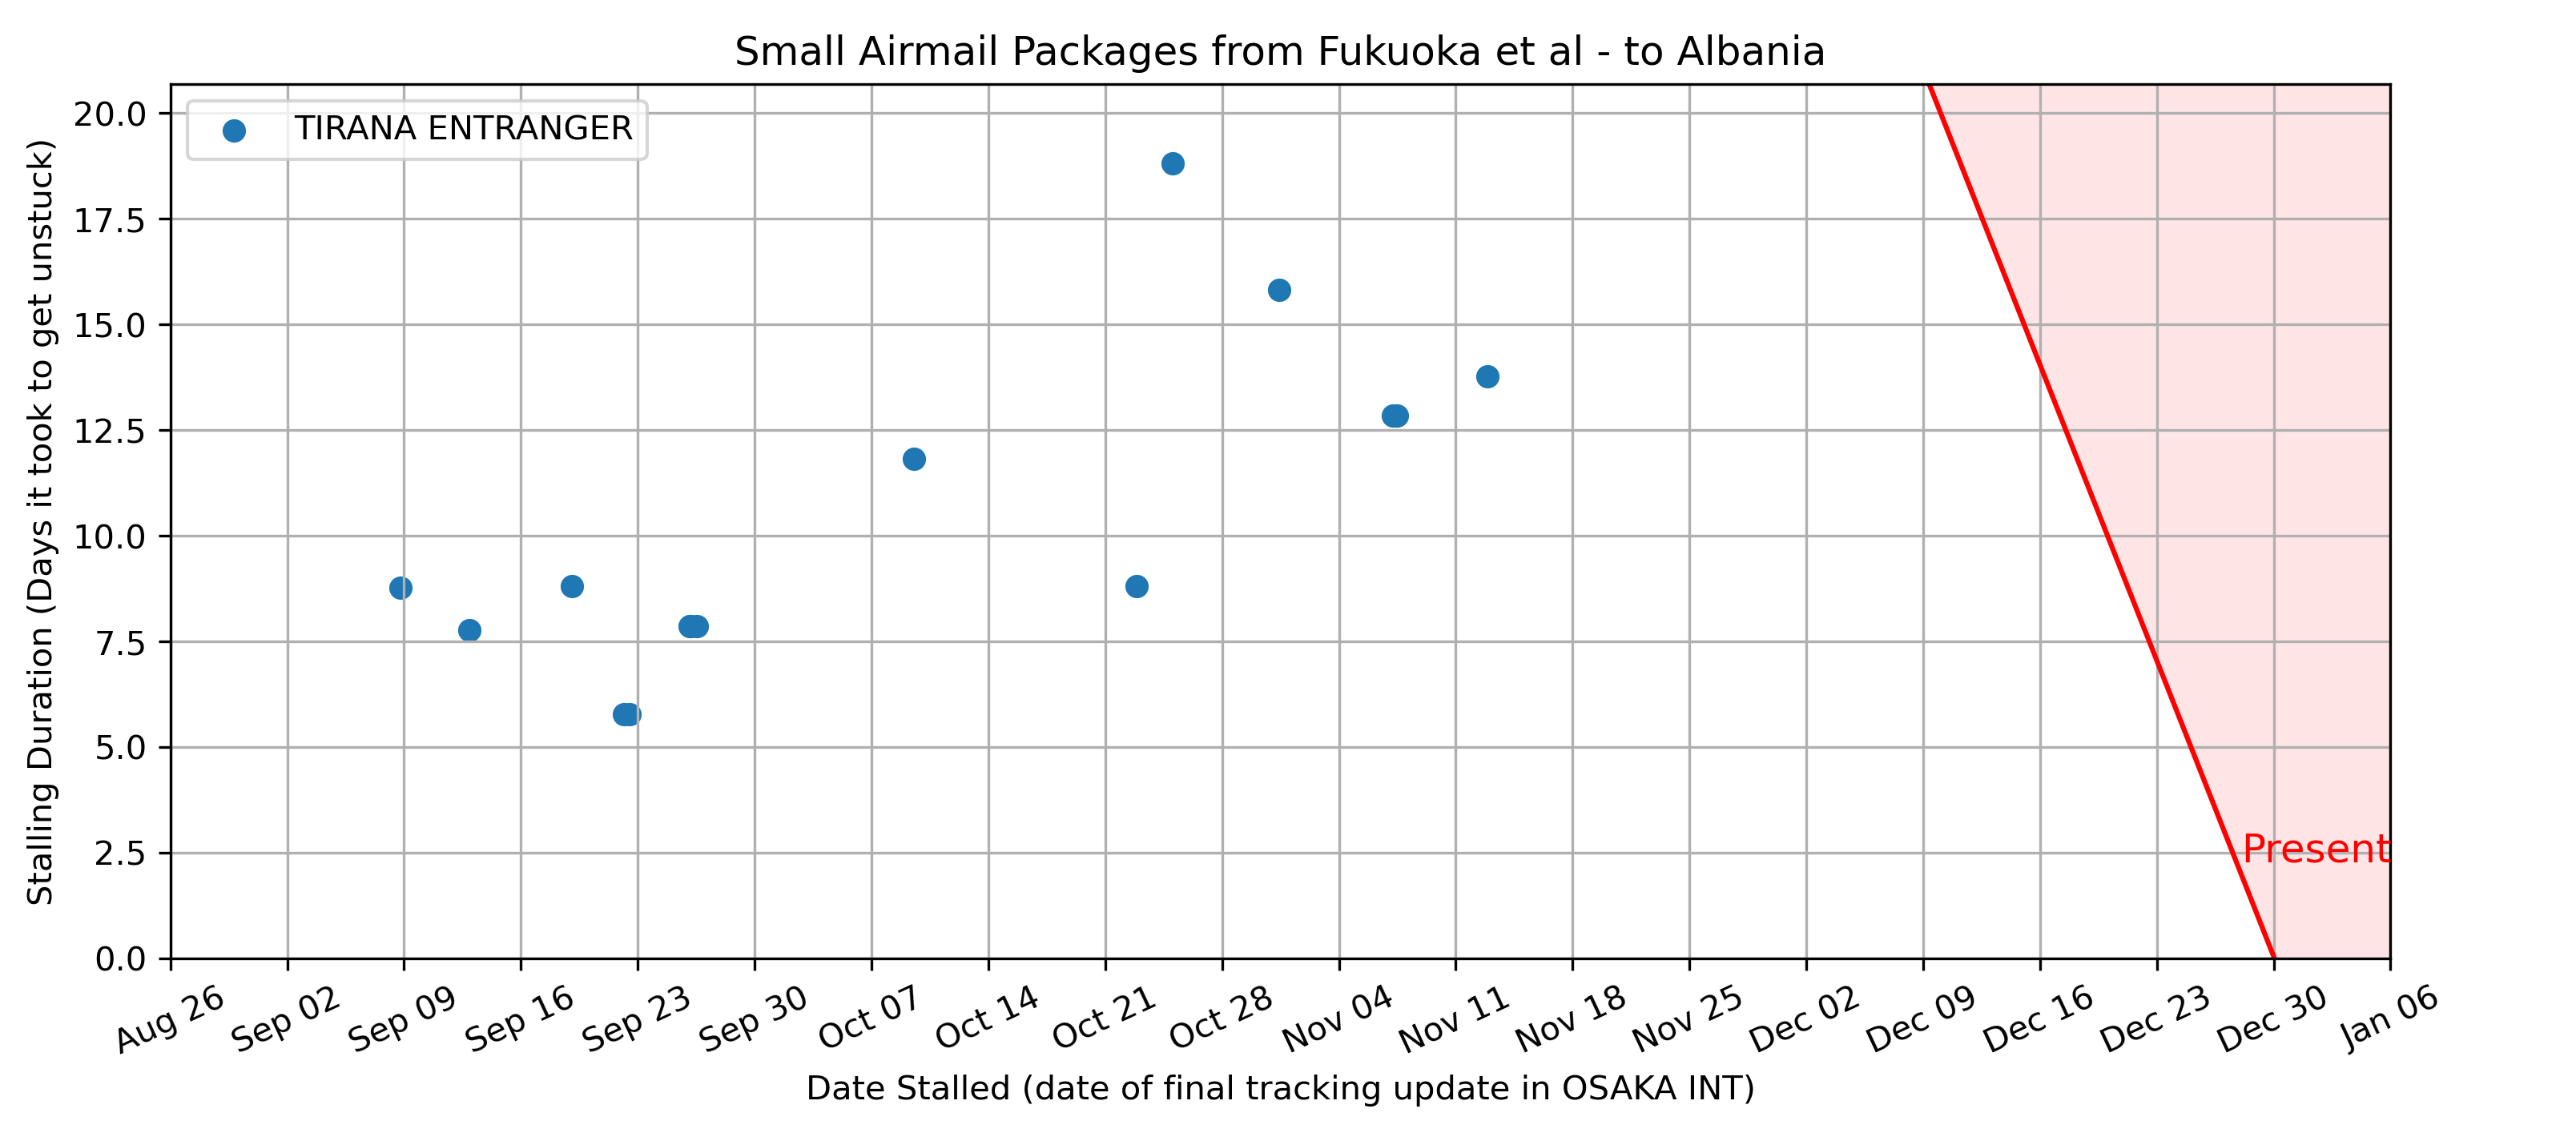 Small Airmail Packages from Fukuoka et al - to Albania
TIRANA ENTRANGER
Stalling Duration (Days it took to get unstuck)
20.0
17.5
15.0
12.5
10.0
7.5
5.0
2.5
0.0
Present
Aug 26
Sep 02
Sep 09
Sep 16
Sep 23
Sep 30
Oct 07
Oct 14
Oct 21
Oct 28
Nov 04
Nov 11
Nov 18
Nov 25
Dec 02
Dec 09
Dec 16
Dec 23
Dec 30
Jan 06
Date Stalled (date of final tracking update in OSAKA INT)